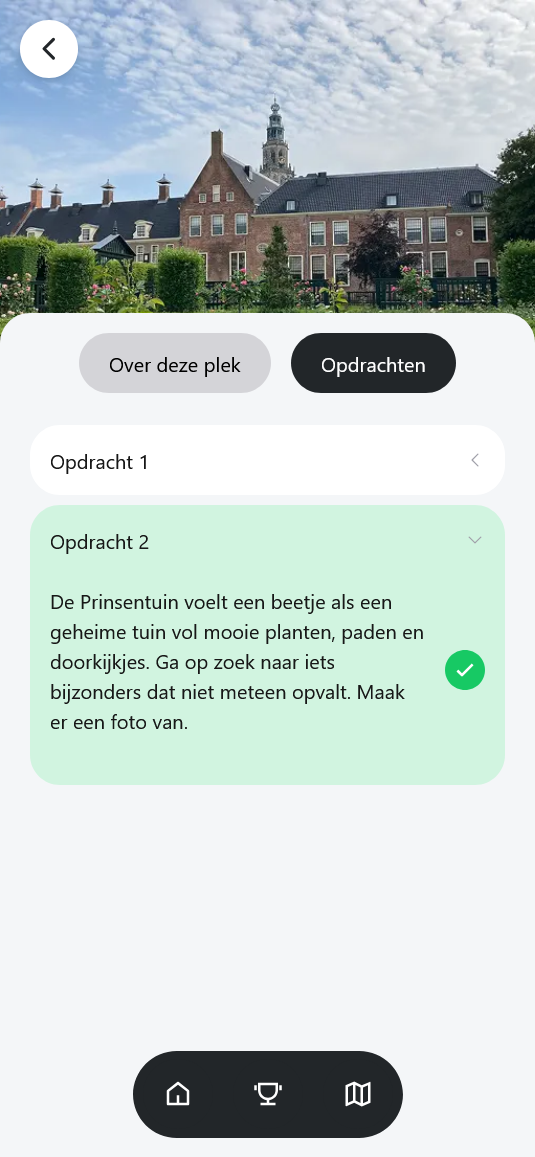 Over deze plek
Opdrachten
Opdracht 1
Opdracht 2
De Prinsentuin voelt een beetje als een
geheime tuin vol mooie planten, paden en
doorkijkjes. Ga op zoek naar iets
bijzonders dat niet meteen opvalt. Maak
er een foto van.